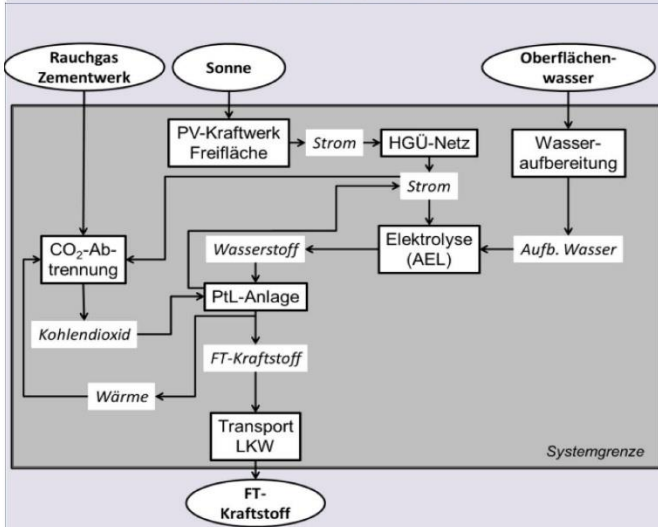 Rauchgas
Zementwerk
Sonne
Oberflächen-
wasser
PV-Kraftwerk
Freifläche
Strom
HGÜ-Netz
Wasser-
aufbereitung
Strom
CO₂-Ab-
trennung
Wasserstoff
Elektrolyse
(AEL)
Aufb. Wasser
PtL-Anlage
Kohlendioxid
FT-Kraftstoff
Wärme
Transport
LKW
Systemgrenze
FT-
Kraftstoff